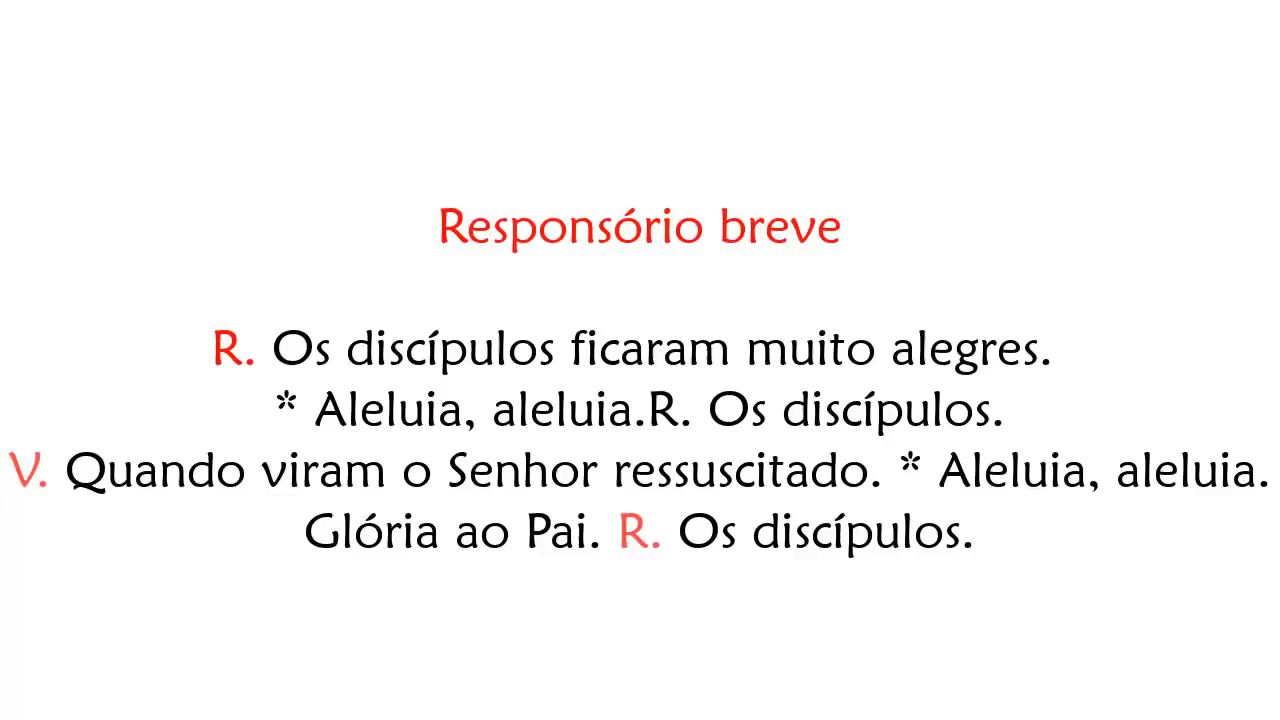 Responsório breve
R. Os discípulos ficaram muito alegres.
* Aleluia, aleluia.R. Os discípulos.
V. Quando viram o Senhor ressuscitado. * Aleluia, aleluia.
Glória ao Pai. R. Os discípulos.